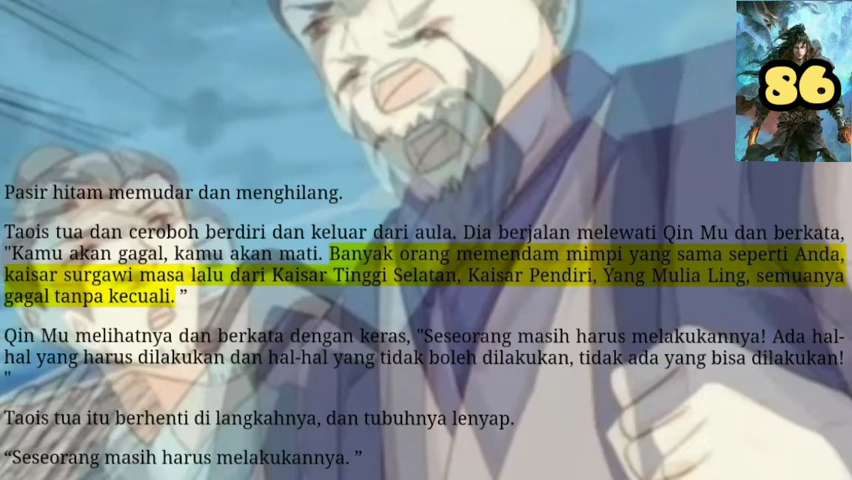 86
Pasir hitam memudar dan menghilang.
Taois tua dan ceroboh berdiri dan keluar dari aula. Dia berjalan melewati Qin Mu dan berkata,
"Kamu akan gagal, kamu akan mati. Banyak orang memendam mimpi yang sama seperti Anda,
kaisar surgawi masa lalu dari Kaisar Tinggi Selatan, Kaisar Pendiri, Yang Mulia Ling, semuanya
gagal tanpa kecuali. ”
Qin Mu melihatnya dan berkata dengan keras, "Seseorang masih harus melakukannya! Ada hal-
hal yang harus dilakukan dan hal-hal yang tidak boleh dilakukan, tidak ada yang bisa dilakukan!
"
Taois tua itu berhenti di langkahnya, dan tubuhnya lenyap.
“Seseorang masih harus melakukannya. ”